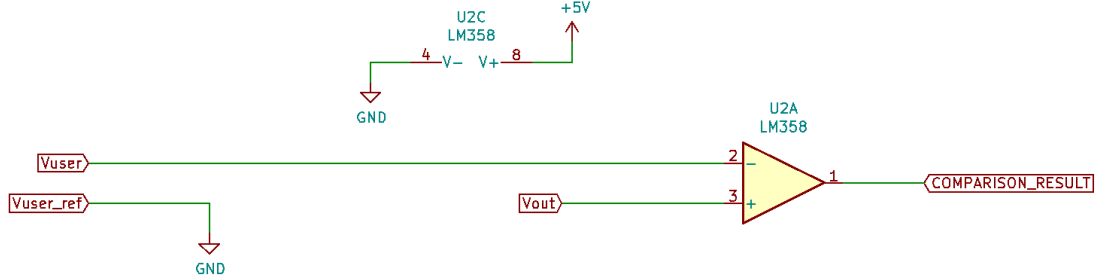 +5V
U2C
LM358
4 V- V+ 8
GND
U2A
LM358
Vuser 2 -
1 COMPARISON_RESULT
Vuser_ref Vout 3 +
GND